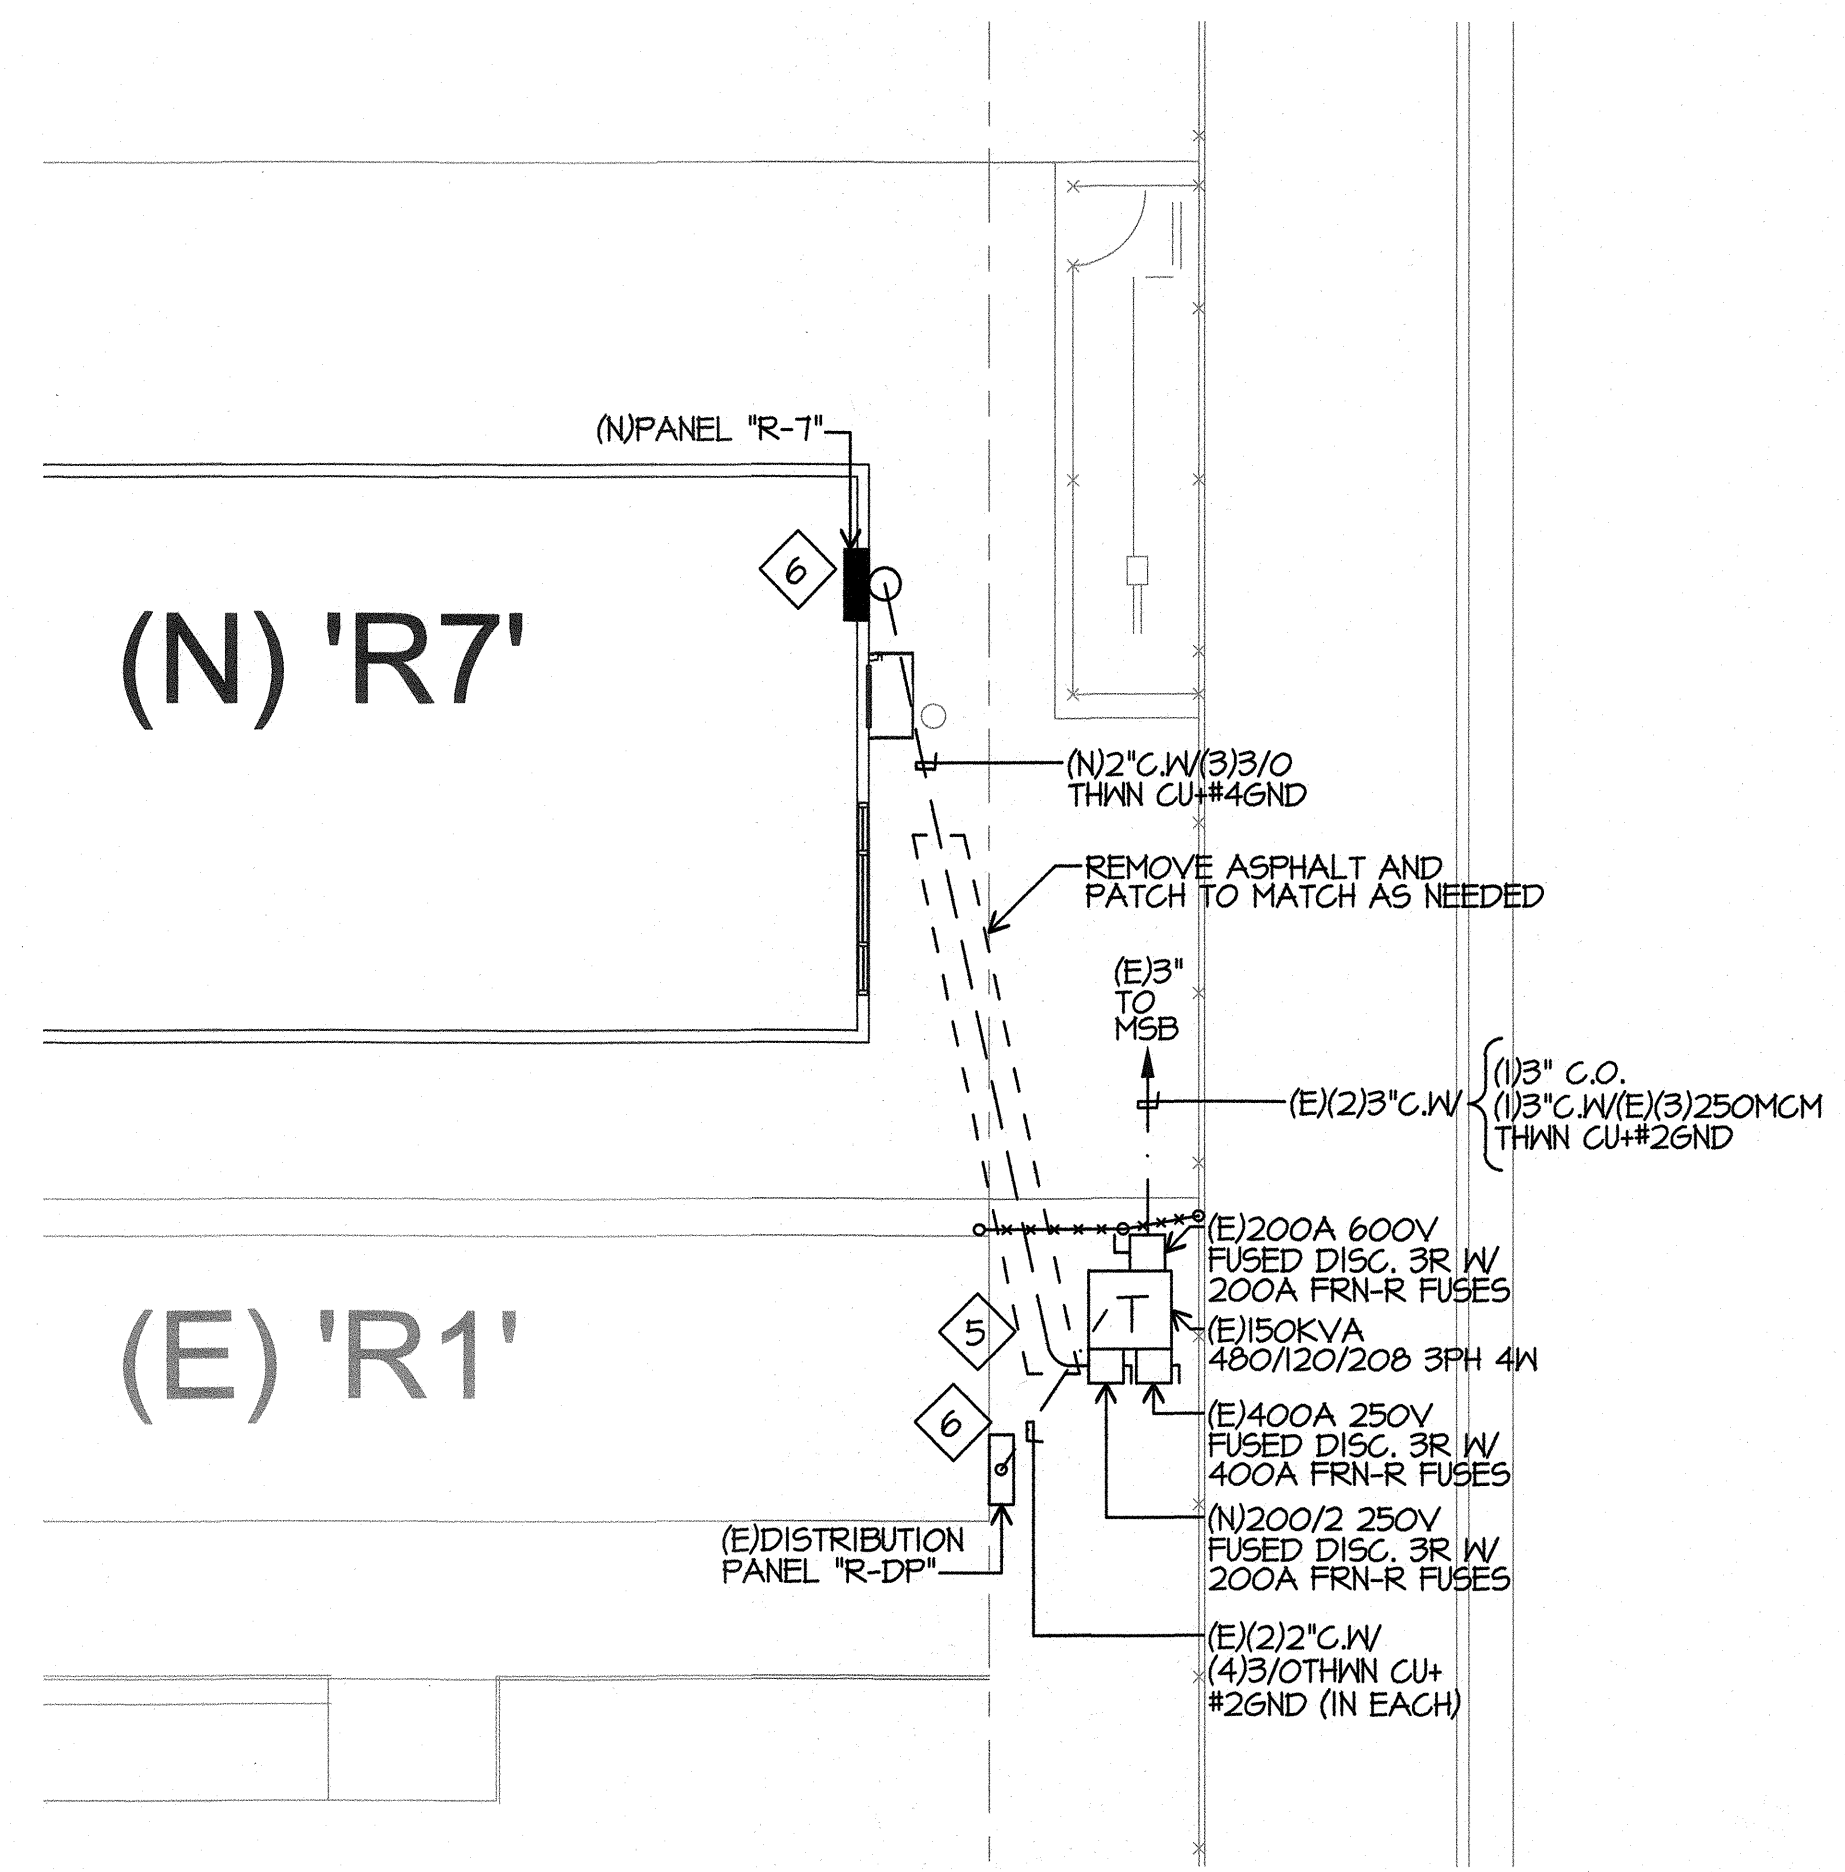 (N)PANEL "R-7"
6
(N) 'R7'
(N)2"C.W/(3)3/0
THWN CU+#4GND
REMOVE ASPHALT AND
PATCH TO MATCH AS NEEDED
(E)3"
TO
MSB
(E)(2)3"C.W/
(1)3" C.O.
(1)3"C.W/(E)(3)250MCM
THWN CU+#2GND
(E)200A 600V
FUSED DISC. 3R W/
200A FRN-R FUSES
T
(E) 'R1'
5
(E)150KVA
480/120/208 3PH 4W
6
(E)400A 250V
FUSED DISC. 3R W/
400A FRN-R FUSES
(N)200/2 250V
FUSED DISC. 3R W/
200A FRN-R FUSES
(E)DISTRIBUTION
PANEL "R-DP"
(E)(2)2"C.W/
(4)3/0THWN CU+
#2GND (IN EACH)